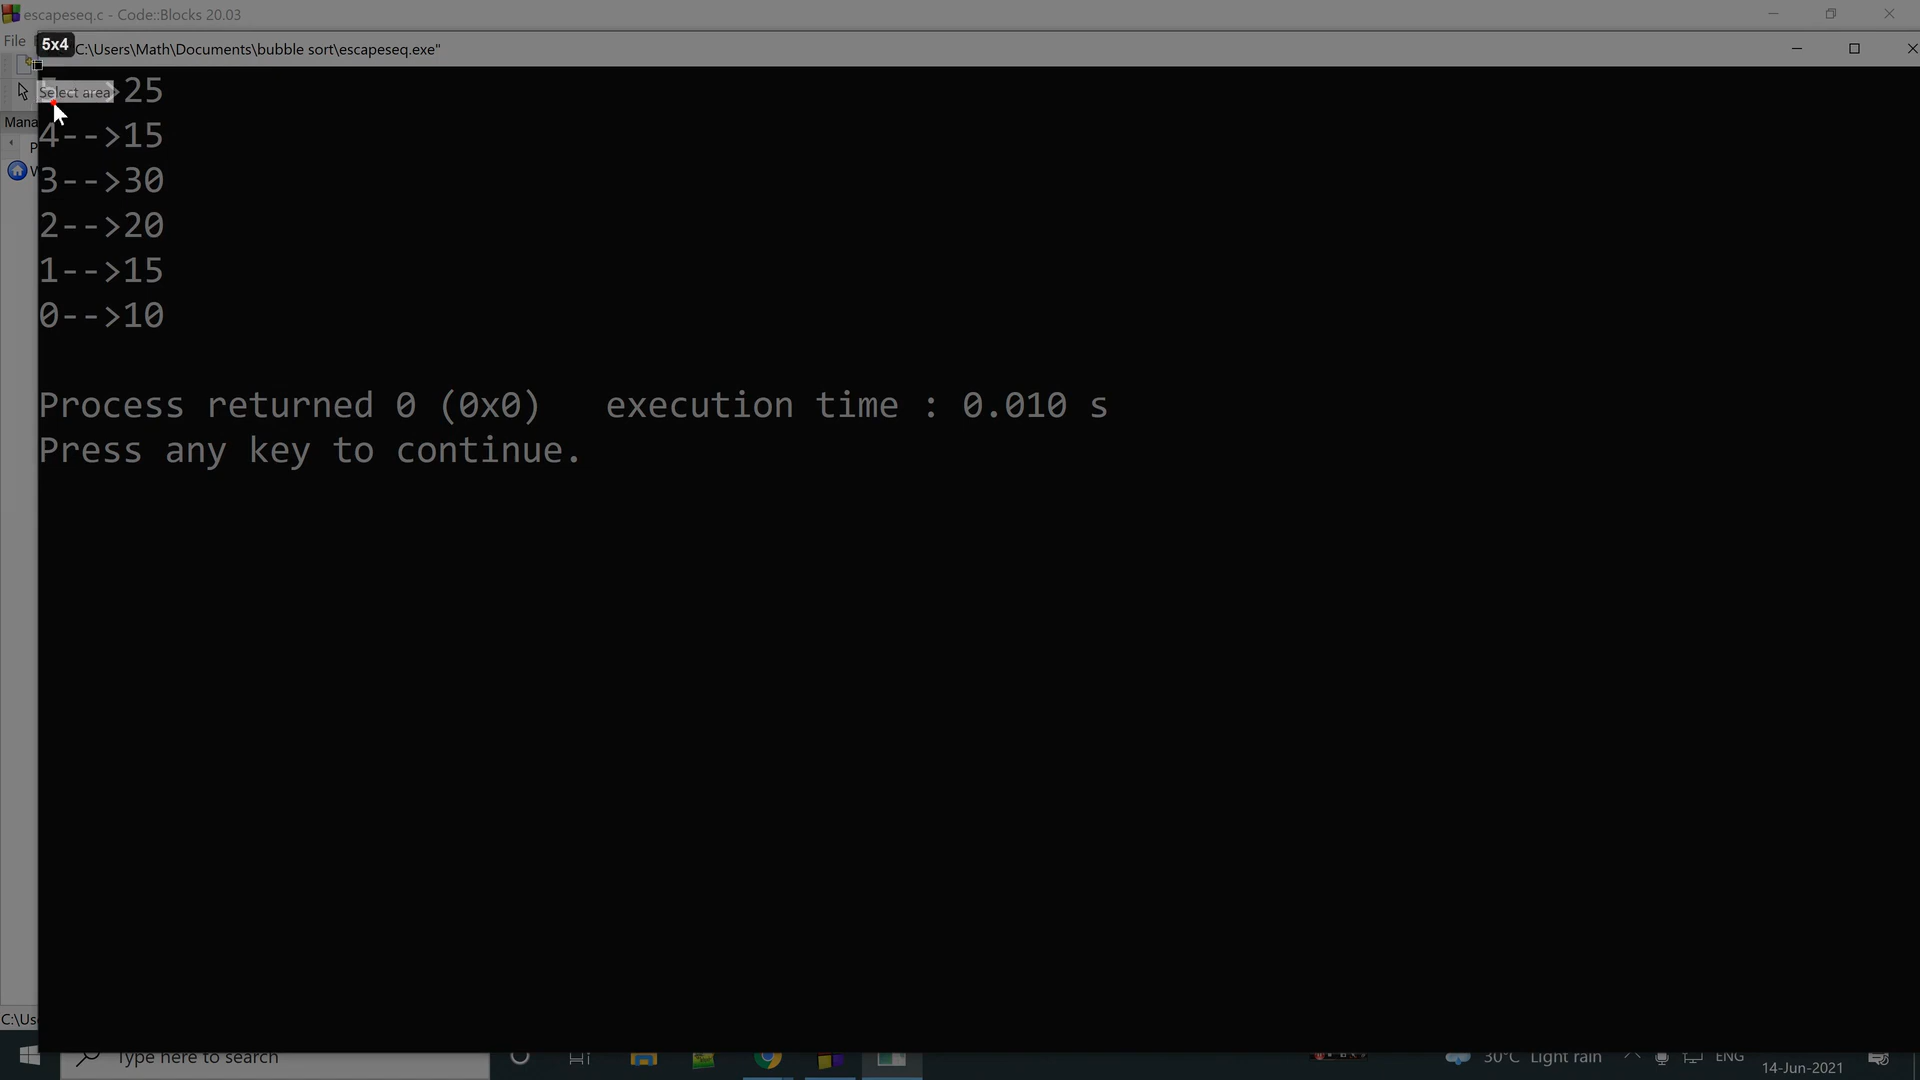 escapeseq.c - Code::Blocks 20.03
File
5x4
C:\Users\Math\Documents\bubble sort\escapeseq.exe"
Select area
5-->25
4-->15
3-->30
2-->20
1-->15
0-->10
Mana
P
W
Process returned 0 (0x0)   execution time : 0.010 s
Press any key to continue.
C:\Use
Type here to search
30°C Light rain
ENG
14-Jun-2021